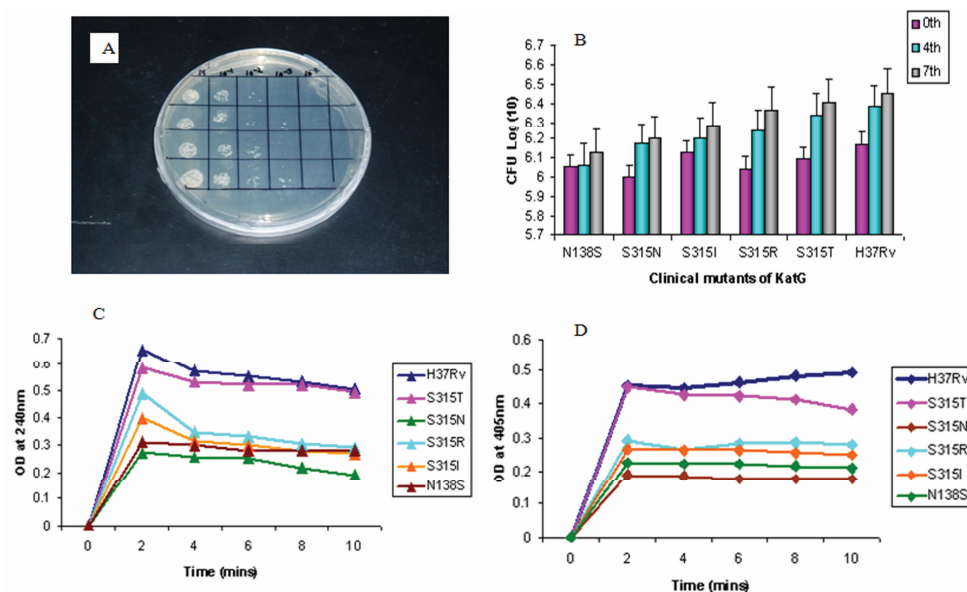 A
B
CFU Log (10)
6.7
6.6
6.4
6.3
6.2
6.1
6
5.9
5.8
5.7
N138S S315N S315I S315R S315T H37Rv
Clinical mutants of KatG
0th
4th
7th
C
OD at 240nm
0.7
0.6
0.5
0.4
0.3
0.2
0.1
0
0 2 4 6 8 10
Time (mins)
H37Rv
S315T
S315N
S315R
S315I
N138S
D
OD at 405nm
0.6
0.5
0.4
0.3
0.2
0.1
0
0 2 4 6 8 10
Time (mins)
H37Rv
S315T
S315N
S315R
S315I
N138S